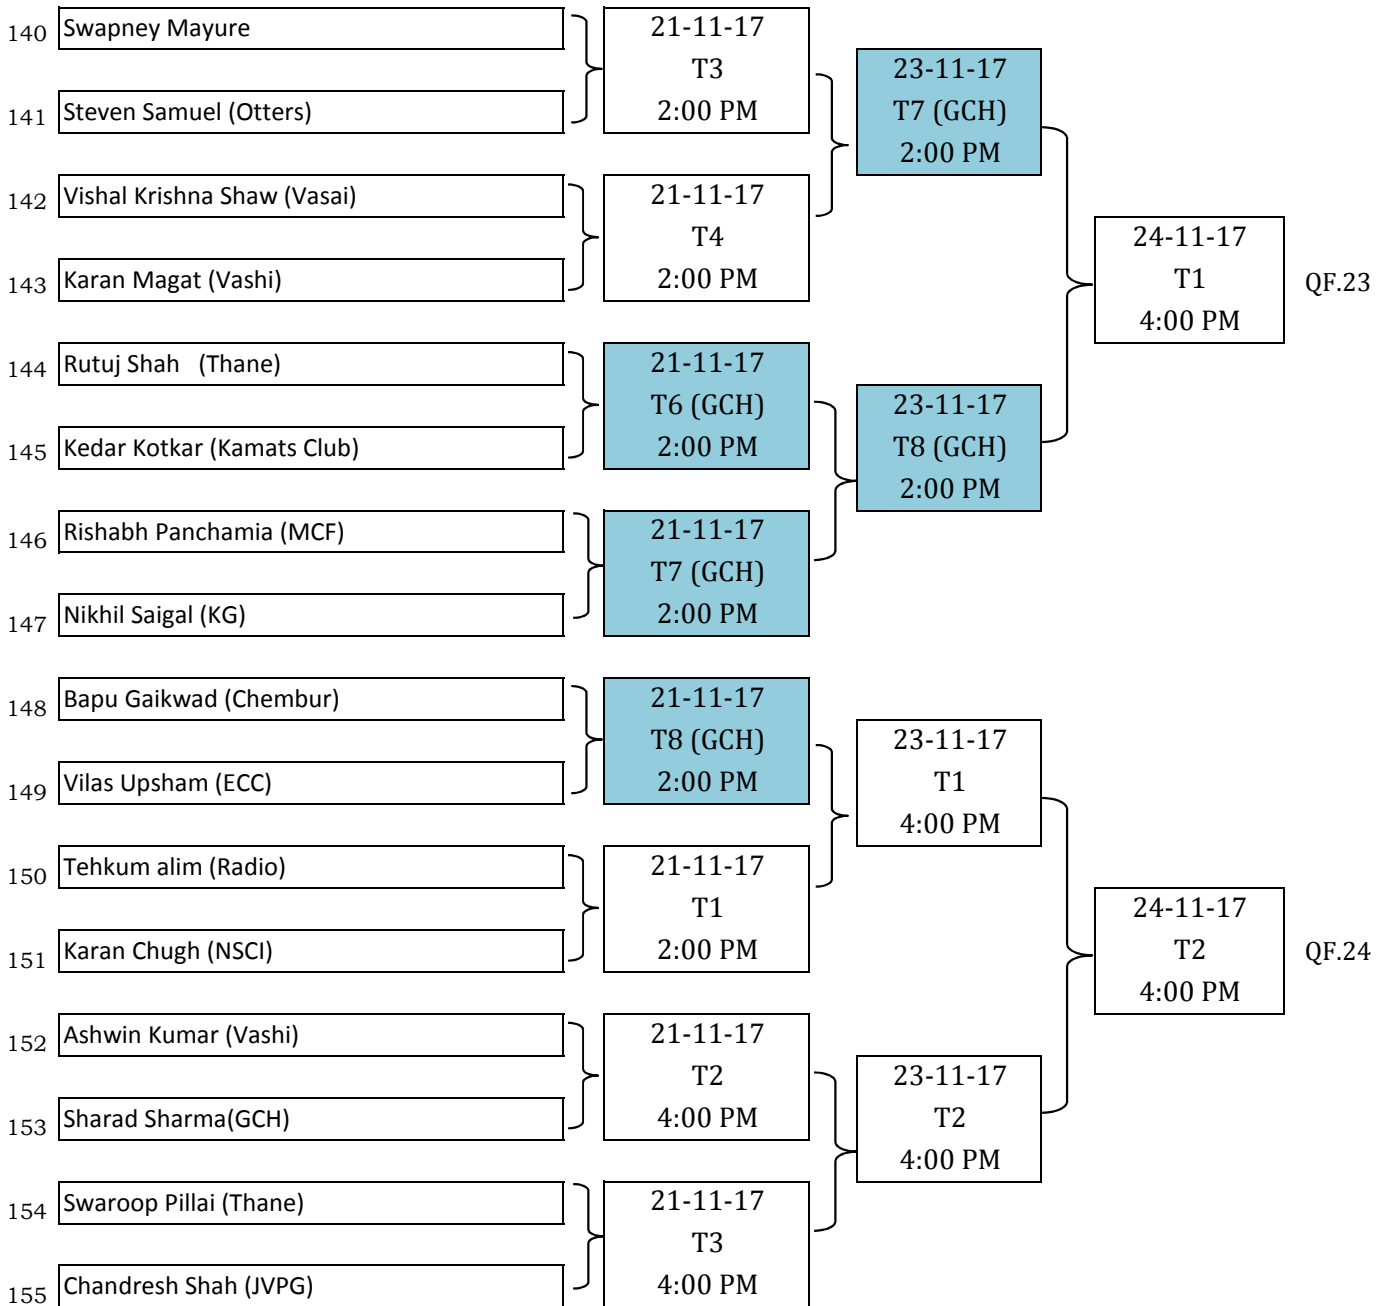 140 Swapney Mayure
141 Steven Samuel (Otters)
21-11-17
T3
2:00 PM
142 Vishal Krishna Shaw (Vasai)
143 Karan Magat (Vashi)
21-11-17
T4
2:00 PM
23-11-17
T7 (GCH)
2:00 PM
144 Rutuj Shah (Thane)
145 Kedar Kotkar (Kamats Club)
21-11-17
T6 (GCH)
2:00 PM
146 Rishabh Panchamia (MCF)
147 Nikhil Saigal (KG)
21-11-17
T7 (GCH)
2:00 PM
23-11-17
T8 (GCH)
2:00 PM
24-11-17
T1
4:00 PM
QF.23
148 Bapu Gaikwad (Chembur)
149 Vilas Upsham (ECC)
21-11-17
T8 (GCH)
2:00 PM
150 Tehkum alim (Radio)
151 Karan Chugh (NSCI)
21-11-17
T1
2:00 PM
23-11-17
T1
4:00 PM
152 Ashwin Kumar (Vashi)
153 Sharad Sharma(GCH)
21-11-17
T2
4:00 PM
154 Swaroop Pillai (Thane)
155 Chandresh Shah (JVPG)
21-11-17
T3
4:00 PM
23-11-17
T2
4:00 PM
24-11-17
T2
4:00 PM
QF.24